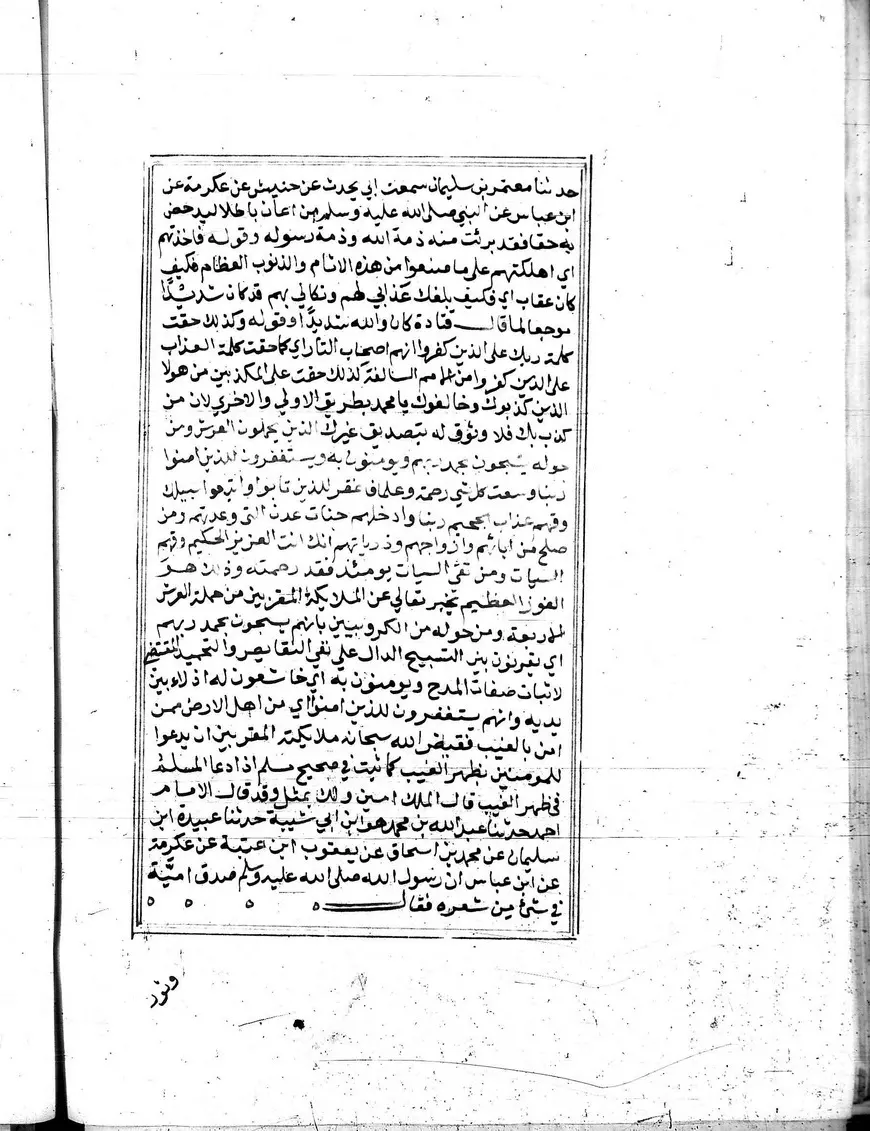 حدثنا معتمر بن سليمان سمعت ابي يحدث عن حنيش عن عكرمة عن
ابن عباس عن النبي صلى الله عليه وسلم من اعان باطلا ليدحض
به حقا فقد برئت منه ذمة الله وذمة رسوله وقوله فاخذتهم
اي اهلكتهم على ما صنعوا من هذه الاثام والذنوب العظام فكيف
كان عقاب اي فكيف بلغك عذابي لهم ونكالي بهم قد كان شديدا
موجعا لما قال قتادة كان والله شديدا وقوله وكذلك حقت
كلمة ربك على الذين كفروا انهم اصحاب النار اي كما حقت كلمة العذاب
على الذين كفروا من الامم السالفة كذلك حقت على المكذبين من هولا
الذين كذبوك وخالفوك يا محمد بطريق الاولي والاخري لان من
كذب بك فلا وثوق له بتصديق غيرك الذين يحملون العرش ومن
حوله يسبحون بحمد ربهم ويومنون به ويستغفرون للذين امنوا
ربنا وسعت كل شي رحمة وعلما فاغفر للذين تابوا واتبعوا سبيلك
وقهم عذاب الجحيم ربنا وادخلهم جنات عدن التي وعدتهم ومن
صلح من ابائهم وازواجهم وذرياتهم انك انت العزيز الحكيم وقهم
السيات ومن تقي السيات يومئذ فقد رحمته وذلك هو
الفوز العظيم يخبر تعالي عن الملايكة المقربين من حملة العرش
الاربعة ومن حوله من الكروبيين بانهم يسبحون بحمد ربهم
اي يقرنون بين التسبيح الدال علي نفي النقايص والتحميد المقتضي
لاثبات صفات المدح ويومنون به اي خاشعون له اذلاء بين
يديه وانهم يستغفرون للذين امنوا اي من اهل الارض ممن
امن بالغيب فقيض الله سبحانه ملايكته المقربين ان يدعوا
للمومنين بظهر الغيب كما ثبت في صحيح مسلم اذا دعا المسلم
في ظهر الغيب قال الملك امين ولك بمثل وقد قال الامام
احمد حدثنا عبد الله بن محمد هو ابن ابي شيبة حدثنا عبيدة ابن
سليمان عن محمد بن اسحاق عن يعقوب ابن عتبة عن عكرمة
عن ابن عباس ان رسول الله صلى الله عليه وسلم صدق امية
في شئ من شعره فقال
ونور